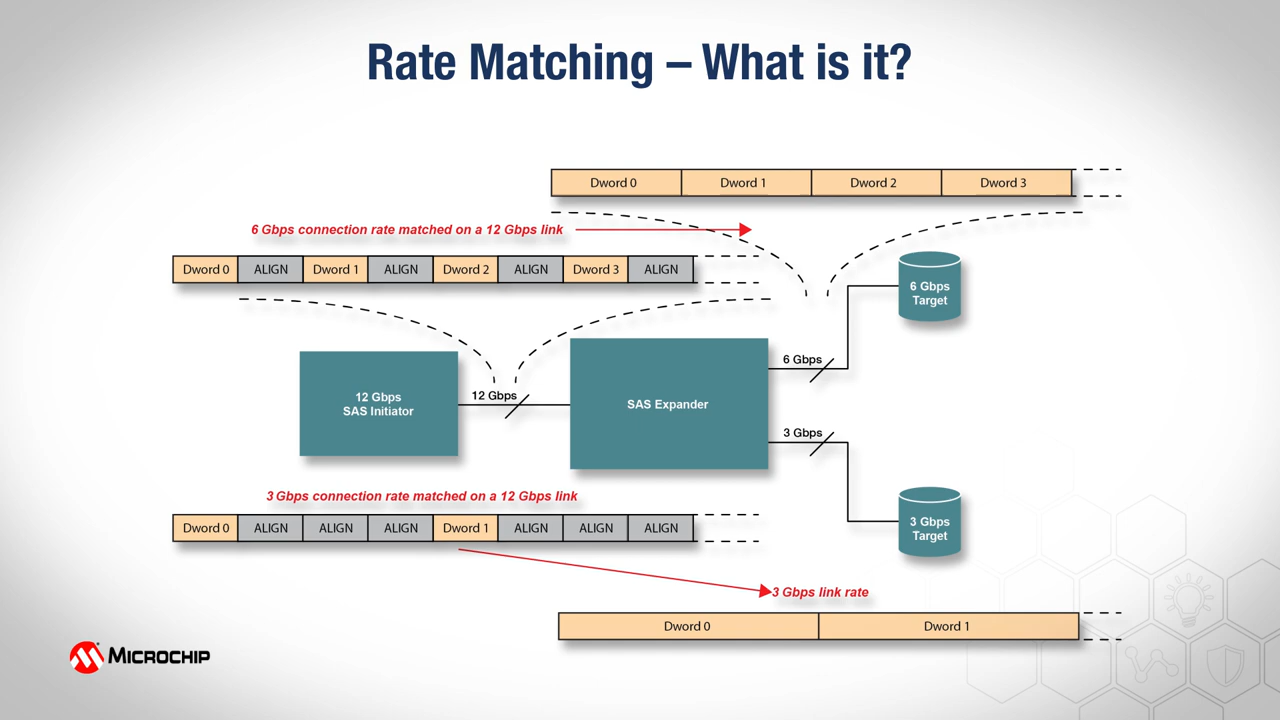 Rate Matching – What is it?
Dword 0 Dword 1 Dword 2 Dword 3
6 Gbps connection rate matched on a 12 Gbps link
Dword 0 ALIGN Dword 1 ALIGN Dword 2 ALIGN Dword 3 ALIGN
6 Gbps
Target
12 Gbps
SAS Initiator
12 Gbps
SAS Expander
6 Gbps
3 Gbps
3 Gbps connection rate matched on a 12 Gbps link
Dword 0 ALIGN ALIGN ALIGN Dword 1 ALIGN ALIGN ALIGN
3 Gbps
Target
3 Gbps link rate
Dword 0 Dword 1
MICROCHIP